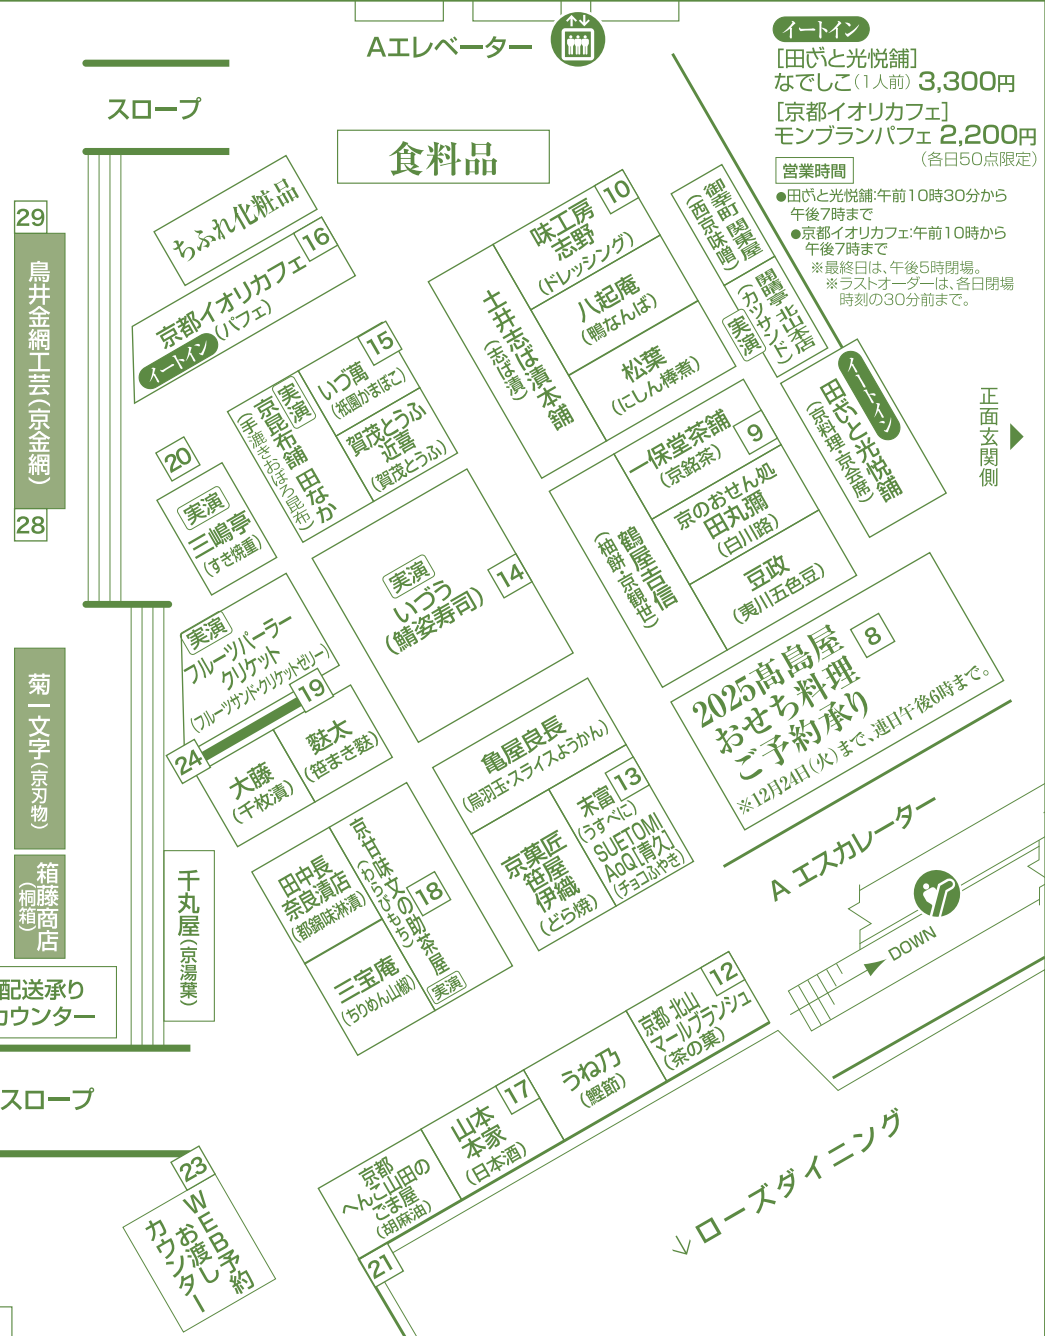 Aエレベーター
スロープ
食料品
イートイン
[田ごと光悦舗]
なでしこ(1人前) 3,300円
[京都イオリカフェ]
モンブランパフェ 2,200円
(各日50点限定)
営業時間
●田ごと光悦舗:午前10時30分から
午後7時まで
●京都イオリカフェ:午前10時から
午後7時まで
※最終日は、午後5時閉場。
※ラストオーダーは、各日閉場
時刻の30分前まで。
29
鳥井金網工芸(京金網)
28
ちふれ化粧品
16
京都イオリカフェ
(パフェ)
イートイン
10
味工房
志野
(ドレッシング)
土井志ば漬本舗
(志ば漬)
八起庵
(鴨なんば)
松葉
(にしん棒煮)
御幸町 関東屋
(西京味噌)
開晴亭 北山本店
(カツサンド)
実演
イートイン
田ごと光悦舗
(京料理・京会席)
正面玄関側
15
いづ萬
(祇園かまぼこ)
実演
京昆布舗 田なか
(手漉きおぼろ昆布)
賀茂とうふ
近喜
(賀茂とうふ)
20
実演
三嶋亭
(すき焼重)
14
実演
いづう
(鯖姿寿司)
9
一保堂茶舗
(京銘茶)
京のおせん処
田丸彌
(白川路)
鶴屋吉信
(柚餅・京観世)
豆政
(夷川五色豆)
8
2025髙島屋
おせち料理
ご予約承り
※12月24日(火)まで、連日午後6時まで。
実演
フルーツパーラー
クリケット
(フルーツサンド・クリケットゼリー)
19
24
麩太
(笹まき麩)
大藤
(千枚漬)
菊一文字(京刃物)
箱藤商店
(桐箱)
千丸屋(京湯葉)
配送承り
カウンター
亀屋良長
(烏羽玉・スライスようかん)
13
末富
(うすべに)
SUETOMI
AoQ[青久]
(チョコふやき)
京菓匠
笹屋
伊織
(どら焼)
18
京甘味 文の助茶屋
(わらびもち)
実演
田中長
奈良漬店
(都錦味淋漬)
三宝庵
(ちりめん山椒)
A エスカレーター
DOWN
12
京都 北山
マールブランシュ
(茶の菓)
うね乃
(鰹節)
17
山本
本家
(日本酒)
京都
へんこ山田の
ごま屋
(胡麻油)
21
スロープ
23
WEB予約
お渡し
カウンター
↓ローズダイニング